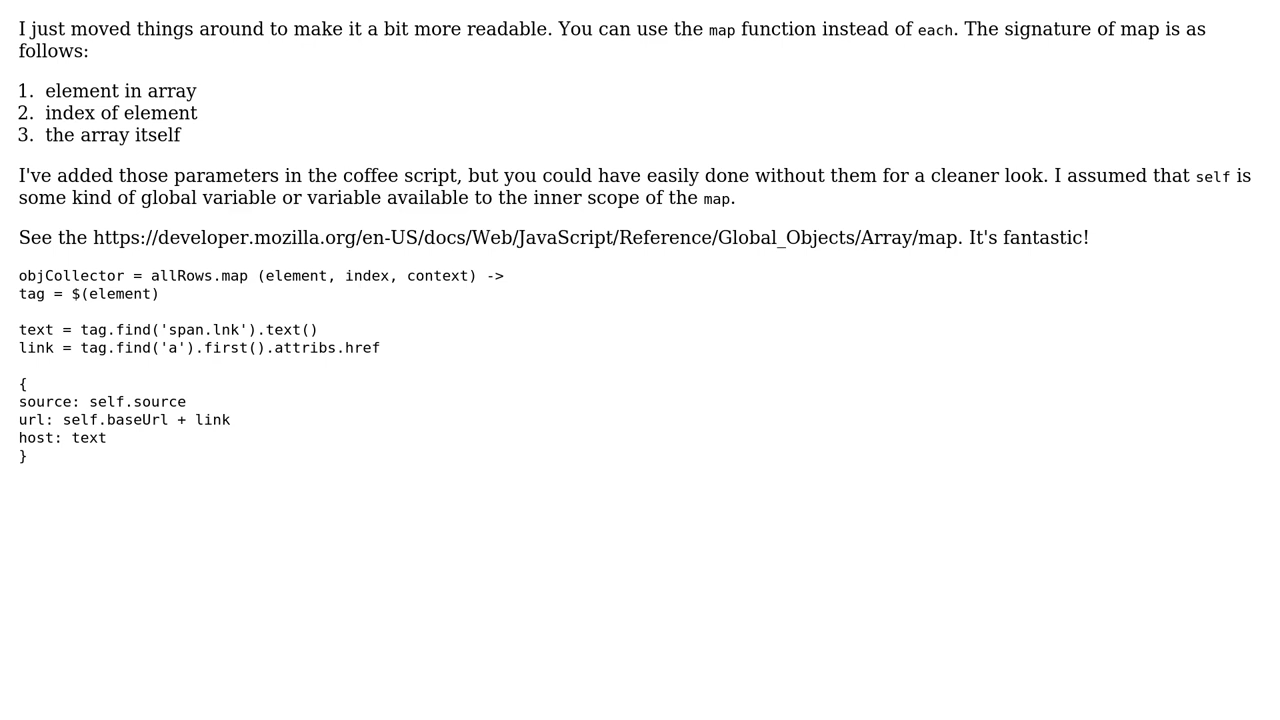 I just moved things around to make it a bit more readable. You can use the map function instead of each. The signature of map is as
follows:
1. element in array
2. index of element
3. the array itself
I've added those parameters in the coffee script, but you could have easily done without them for a cleaner look. I assumed that self is
some kind of global variable or variable available to the inner scope of the map.
See the https://developer.mozilla.org/en-US/docs/Web/JavaScript/Reference/Global_Objects/Array/map. It's fantastic!
objCollector = allRows.map (element, index, context) ->
tag = $(element)
text = tag.find('span.lnk').text()
link = tag.find('a').first().attribs.href
{
source: self.source
url: self.baseUrl + link
host: text
}